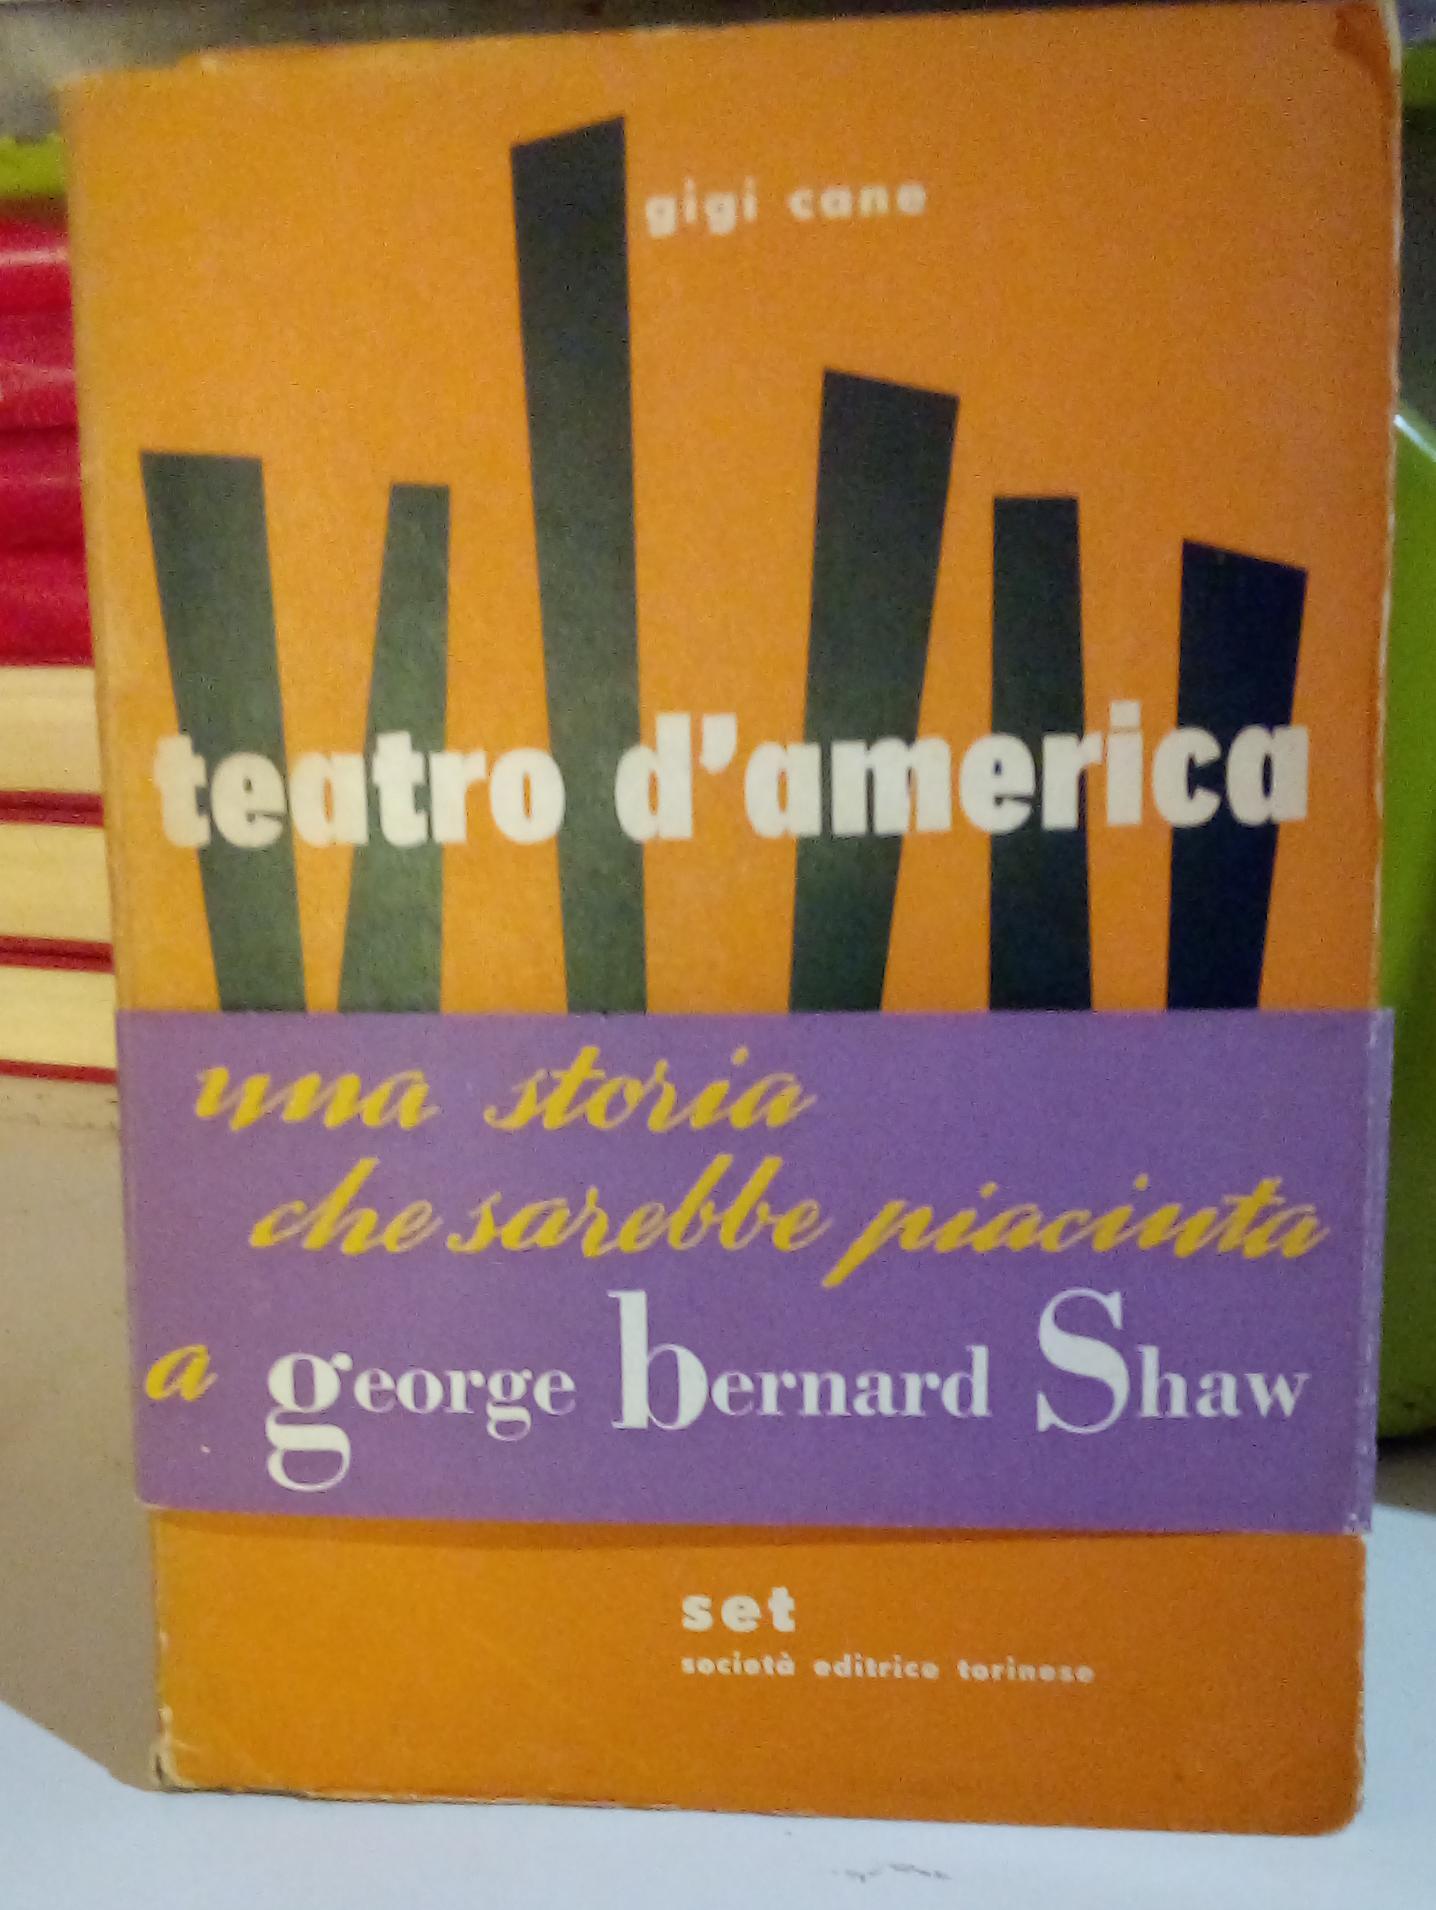 gigi cane
teatro d'america
una storia
che sarebbe piaciuta
a george bernard Shaw
set
società editrice torinese